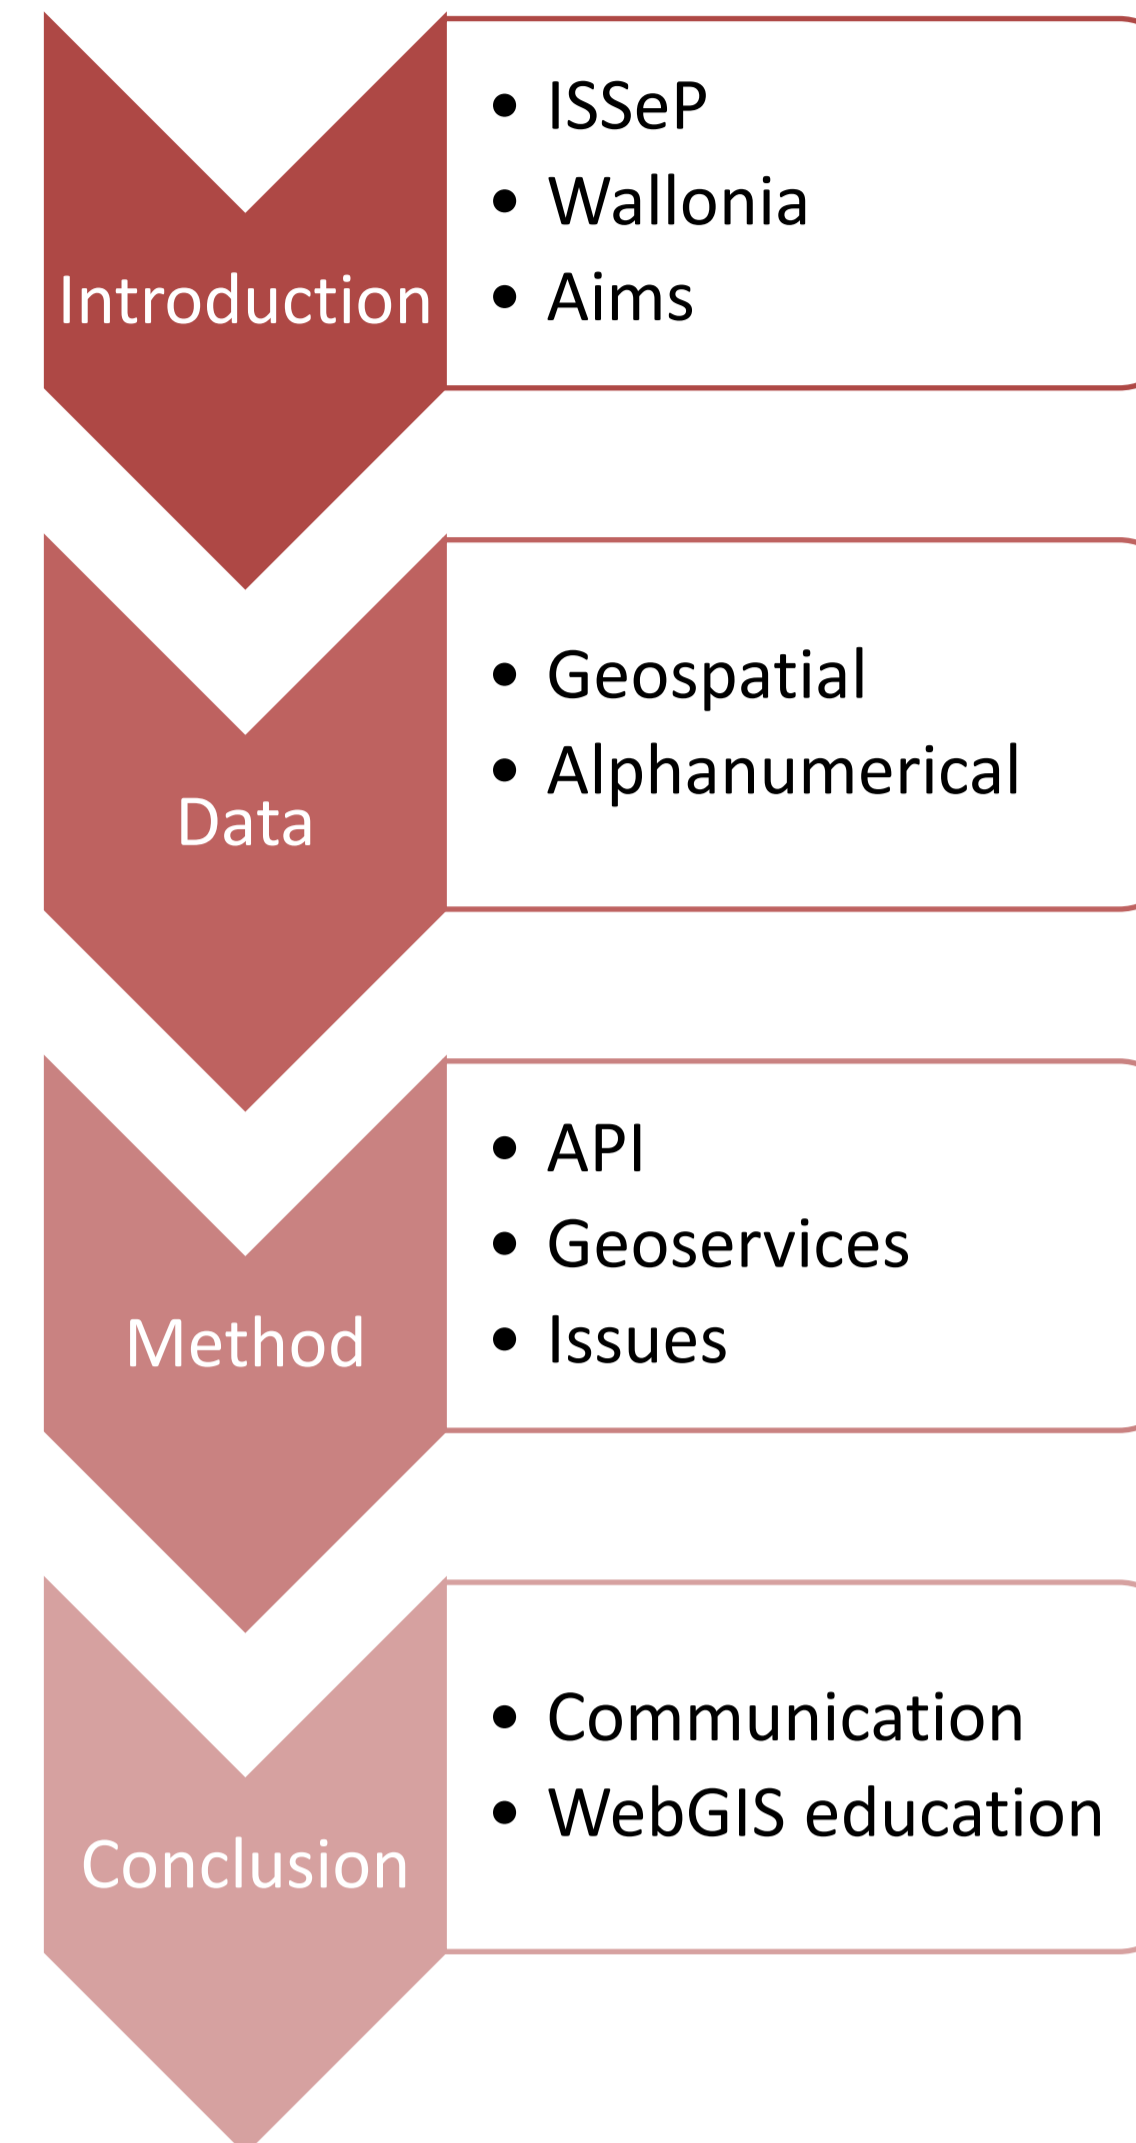 Introduction
• ISSeP
• Wallonia
• Aims
Data
• Geospatial
• Alphanumerical
Method
• API
• Geoservices
• Issues
Conclusion
• Communication
• WebGIS education